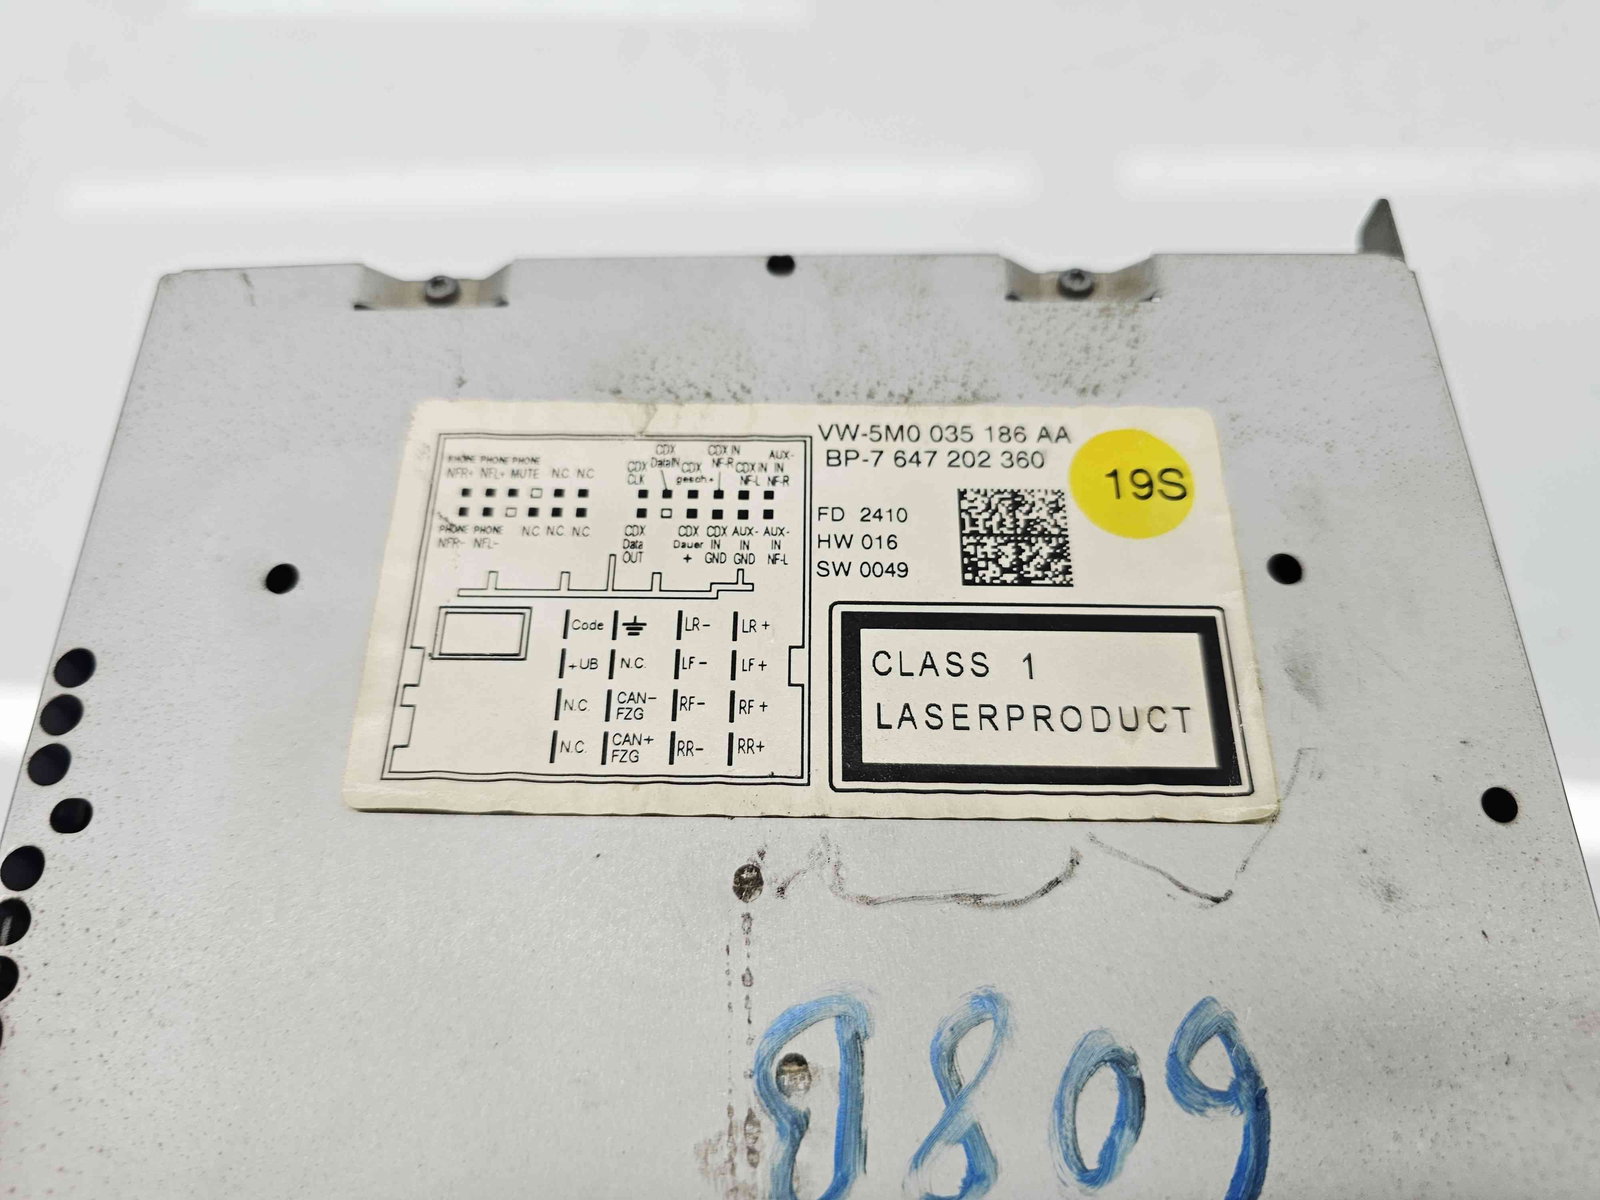 VW-5M0 035 186 AA
BP-7 647 202 360
19S
FD 2410
HW 016
SW 0049
CLASS 1
LASERPRODUCT
PHONE PHONE PHONE
NFR+ NFL+ MUTE N.C. N.C
PHONE PHONE N.C. N.C. N.C.
NFR- NFL-
CDX CDX IN AUX-
CDX DataIN CDX NF-R CDX IN IN
CLK gesch.+ NF-L NF-R
CDX CDX CDX AUX- AUX-
Data Dauer IN IN IN
OUT + GND GND NF-L
Code LR- LR+
+UB N.C. LF- LF+
N.C. CAN- FZG RF- RF+
N.C. CAN+ FZG RR- RR+
8809